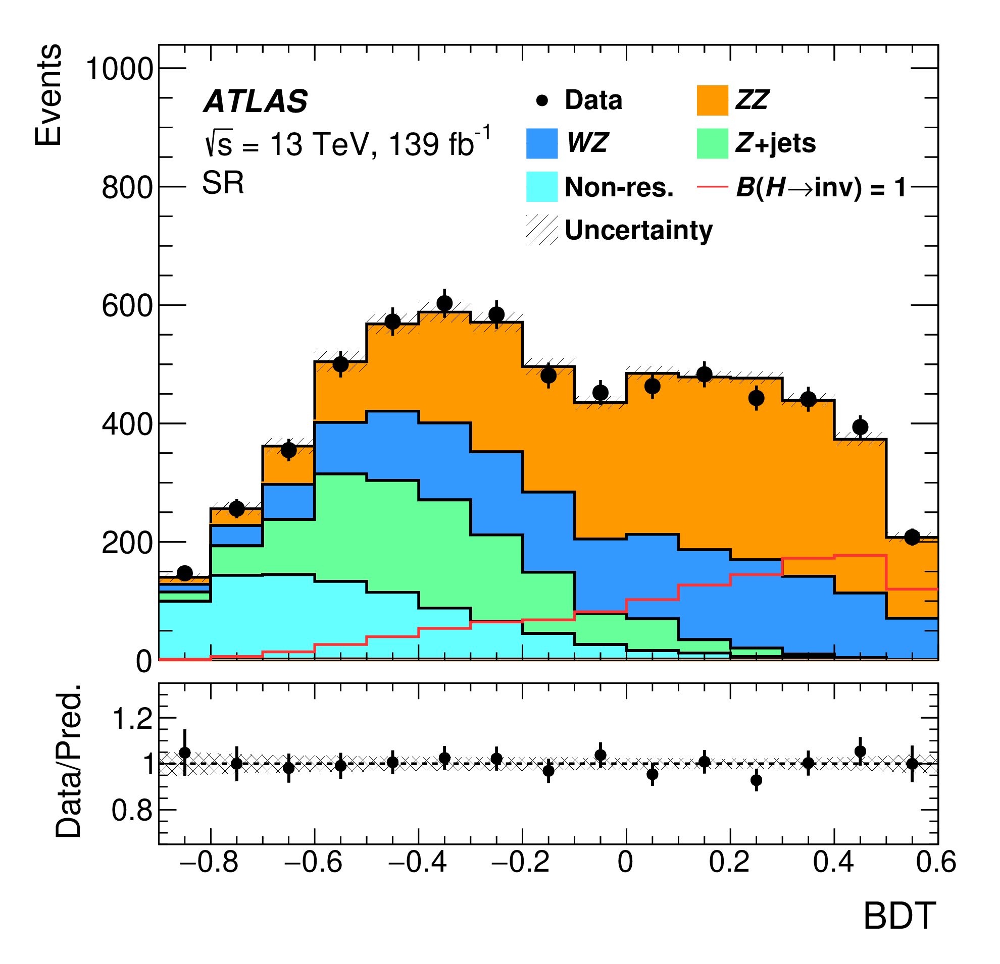 Events
1000
800
600
400
200
0
ATLAS
√s = 13 TeV, 139 fb⁻¹
SR
Data
ZZ
WZ
Z+jets
Non-res.
B(H→inv) = 1
Uncertainty
Data/Pred.
1.2
1
0.8
−0.8 −0.6 −0.4 −0.2 0 0.2 0.4 0.6
BDT